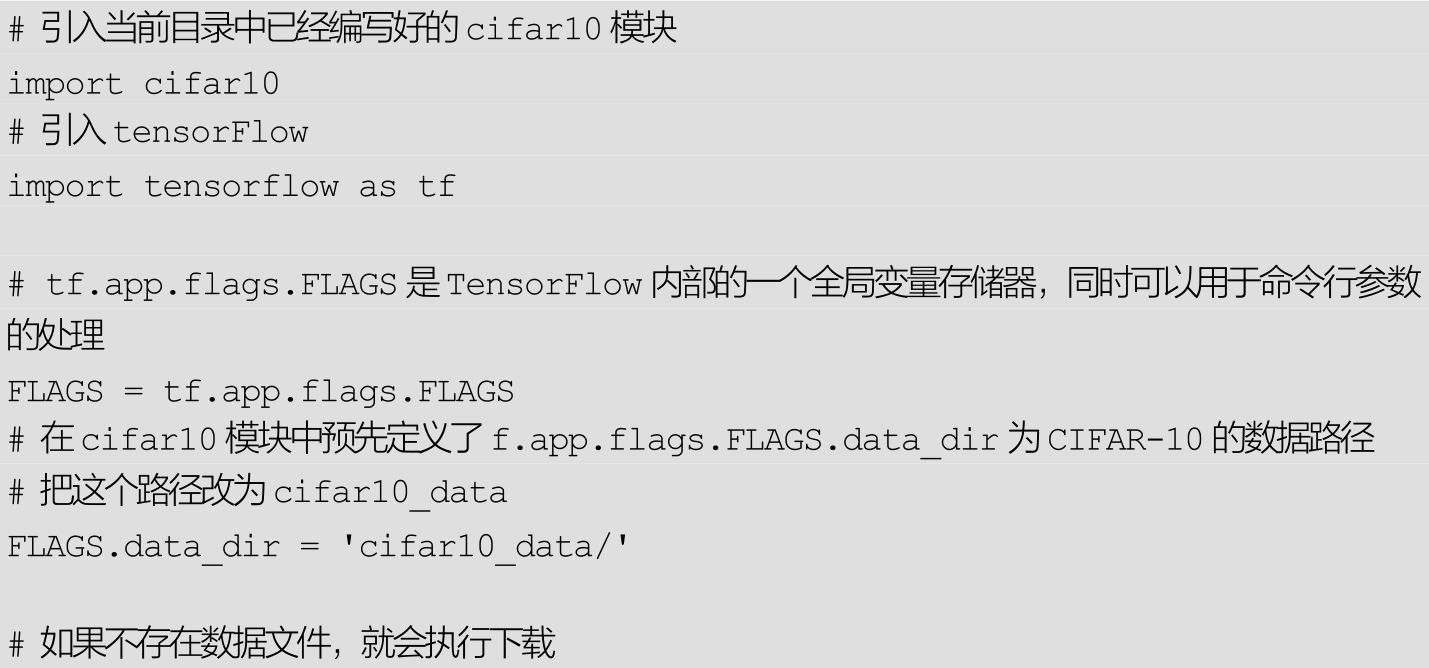 # 引入当前目录中已经编写好的 cifar10 模块
import cifar10
# 引入 tensorFlow
import tensorflow as tf
# tf.app.flags.FLAGS 是 TensorFlow 内部的一个全局变量存储器，同时可以用于命令行参数
的处理
FLAGS = tf.app.flags.FLAGS
# 在 cifar10 模块中预先定义了 f.app.flags.FLAGS.data_dir 为 CIFAR-10 的数据路径
# 把这个路径改为 cifar10_data
FLAGS.data_dir = 'cifar10_data/'
# 如果不存在数据文件，就会执行下载